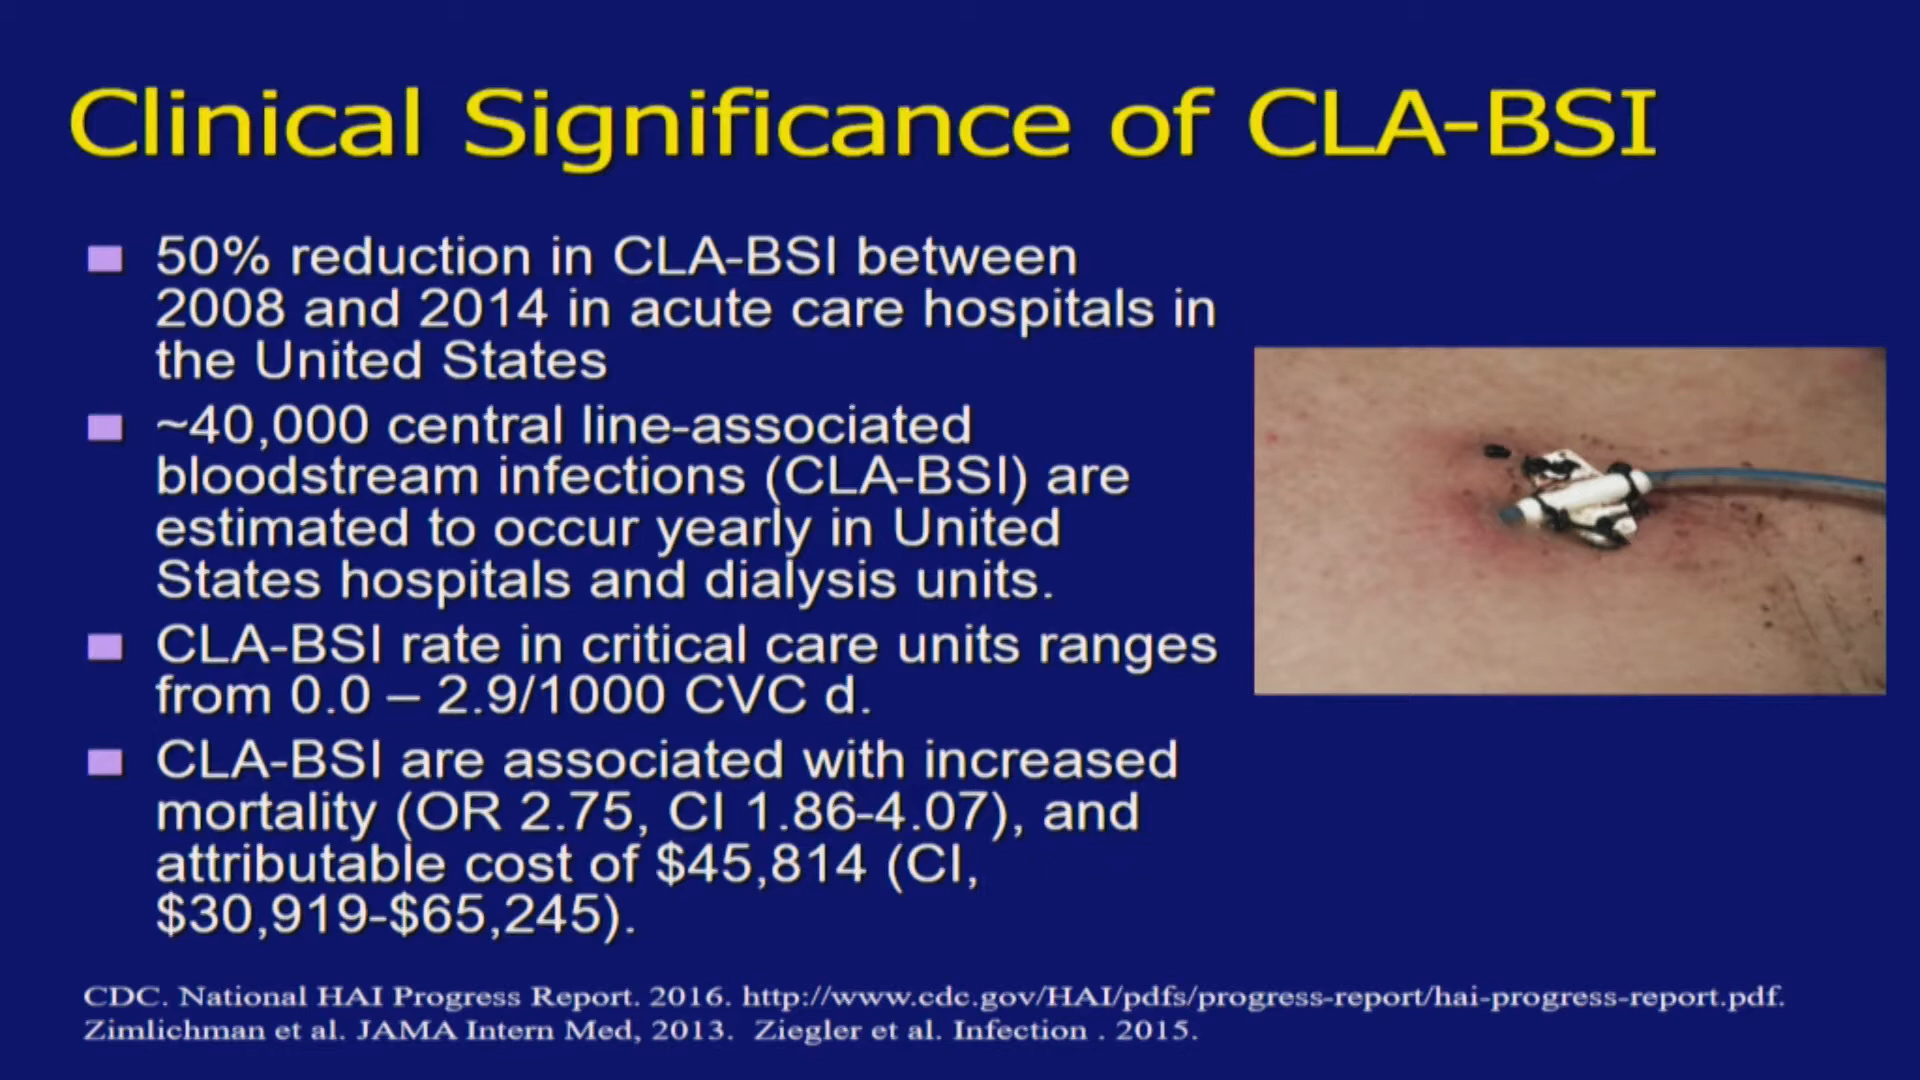 Clinical Significance of CLA-BSI
50% reduction in CLA-BSI between
2008 and 2014 in acute care hospitals in
the United States
~40,000 central line-associated
bloodstream infections (CLA-BSI) are
estimated to occur yearly in United
States hospitals and dialysis units.
CLA-BSI rate in critical care units ranges
from 0.0 – 2.9/1000 CVC d.
CLA-BSI are associated with increased
mortality (OR 2.75, CI 1.86-4.07), and
attributable cost of $45,814 (CI,
$30,919-$65,245).
CDC. National HAI Progress Report. 2016. http://www.cdc.gov/HAI/pdfs/progress-report/hai-progress-report.pdf.
Zimlichman et al. JAMA Intern Med, 2013. Ziegler et al. Infection . 2015.